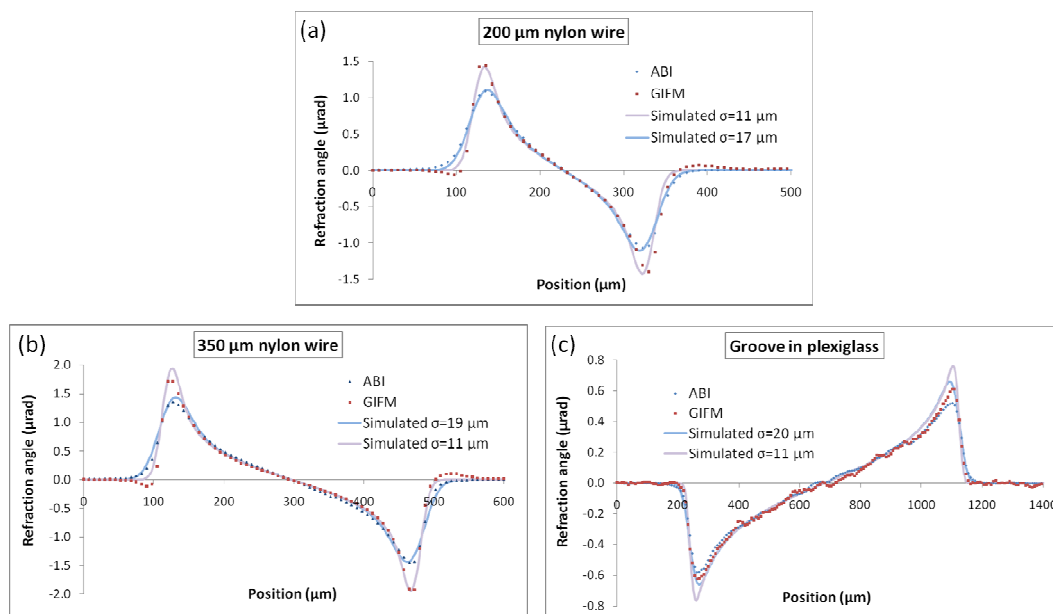 (a)
200 µm nylon wire
1.5
1.0
0.5
0.0
-0.5
-1.0
-1.5
0
100
200
300
400
500
ABI
GIFM
Simulated σ=11 µm
Simulated σ=17 µm
Refraction angle (µrad)
Position (µm)
(b)
350 µm nylon wire
2.0
1.5
1.0
0.5
0.0
-0.5
-1.0
-1.5
-2.0
0
100
200
300
400
500
600
ABI
GIFM
Simulated σ=19 µm
Simulated σ=11 µm
Refraction angle (µrad)
Position (µm)
(c)
Groove in plexiglass
0.8
0.6
0.4
0.2
0.0
-0.2
-0.4
-0.6
-0.8
0
200
400
600
800
1000
1200
1400
ABI
GIFM
Simulated σ=20 µm
Simulated σ=11 µm
Refraction angle (µrad)
Position (µm)